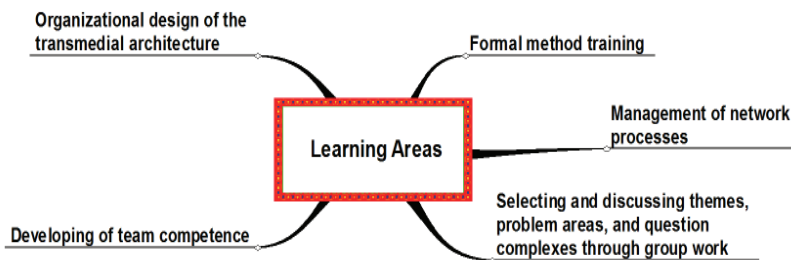 Organizational design of the
transmedial architecture
Formal method training
Management of network
processes
Learning Areas
Selecting and discussing themes,
problem areas, and question
complexes through group work
Developing of team competence